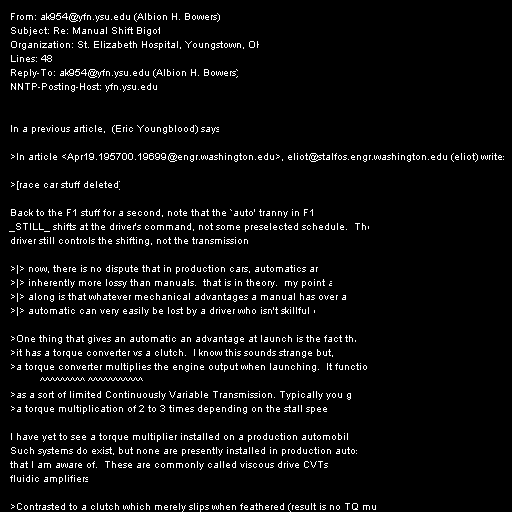 From: ak954@yfn.ysu.edu (Albion H. Bowers)
Subject: Re: Manual Shift Bigot
Organization: St. Elizabeth Hospital, Youngstown, OH
Lines: 48
Reply-To: ak954@yfn.ysu.edu (Albion H. Bowers)
NNTP-Posting-Host: yfn.ysu.edu
In a previous article, (Eric Youngblood) says
>In article <Apr19.195700.19699@engr.washington.edu>, eliot@stalfos.engr.washington.edu (eliot) write
>[race car stuff deleted]
Back to the F1 stuff for a second, note that the `auto' tranny in F1
_STILL_ shifts at the driver's command, not some preselected schedule. The
driver still controls the shifting, not the transmission
>|> now, there is no dispute that in production cars, automatics ar
>|> inherently more lossy than manuals. that is in theory. my point a
>|> along is that whatever mechanical advantages a manual has over a
>|> automatic can very easily be lost by a driver who isn't skillful
>One thing that gives an automatic an advantage at launch is the fact th
>it has a torque converter vs a clutch. I know this sounds strange but,
>a torque converter multiplies the engine output when launching. It functio
^^^^^^^^^^ ^^^^^^^^^^^^
>as a sort of limited Continuously Variable Transmission. Typically you g
>a torque multiplication of 2 to 3 times depending on the stall spee
I have yet to see a torque multiplier installed on a production automobil
Such systems do exist, but none are presently installed in production auto
that I am aware of. These are commonly called viscous drive CVTs
fluidic amplifiers
>Contrasted to a clutch which merely slips when feathered (result is no TQ mu